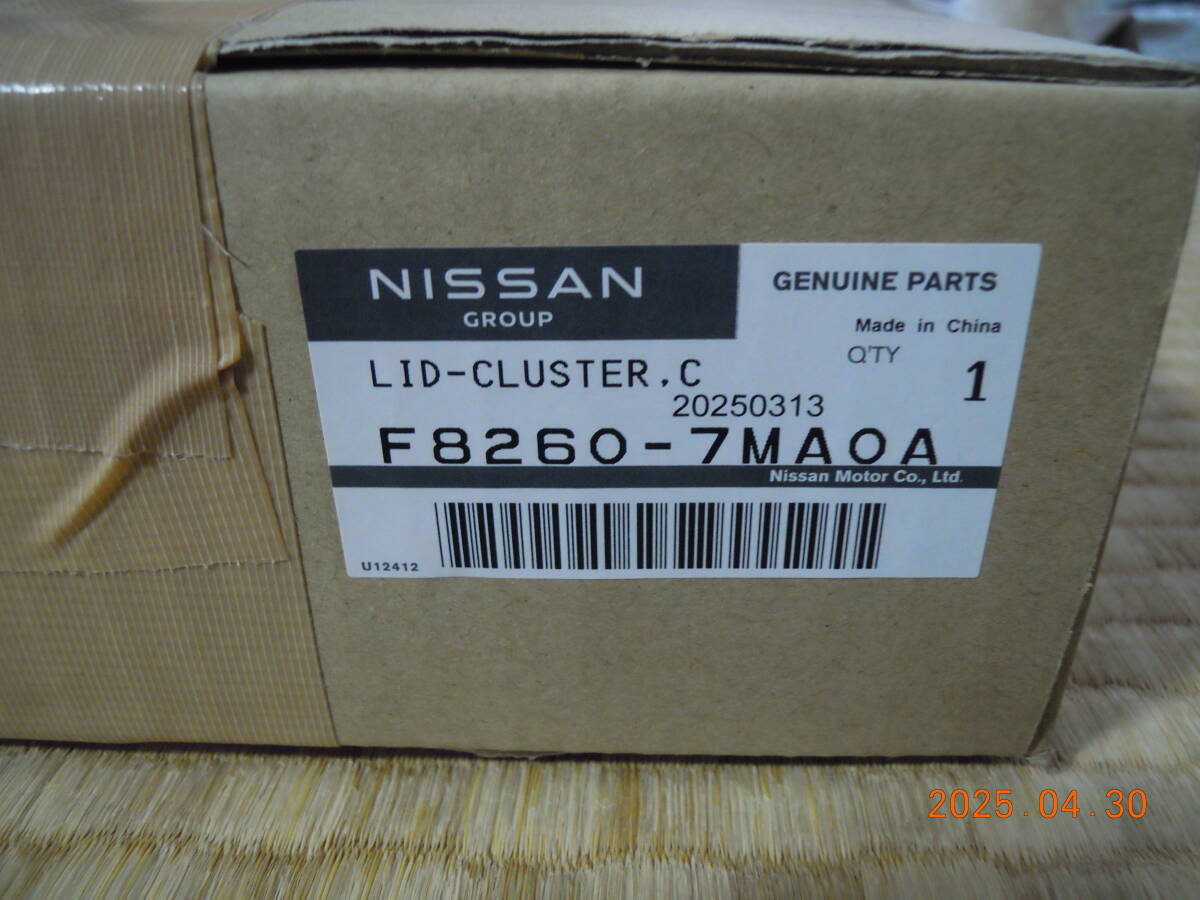 NISSAN
GROUP
GENUINE PARTS
Made in China
Q'TY
1
LID-CLUSTER,C
20250313
F8260-7MA0A
Nissan Motor Co., Ltd.
U12412
2025.04.30